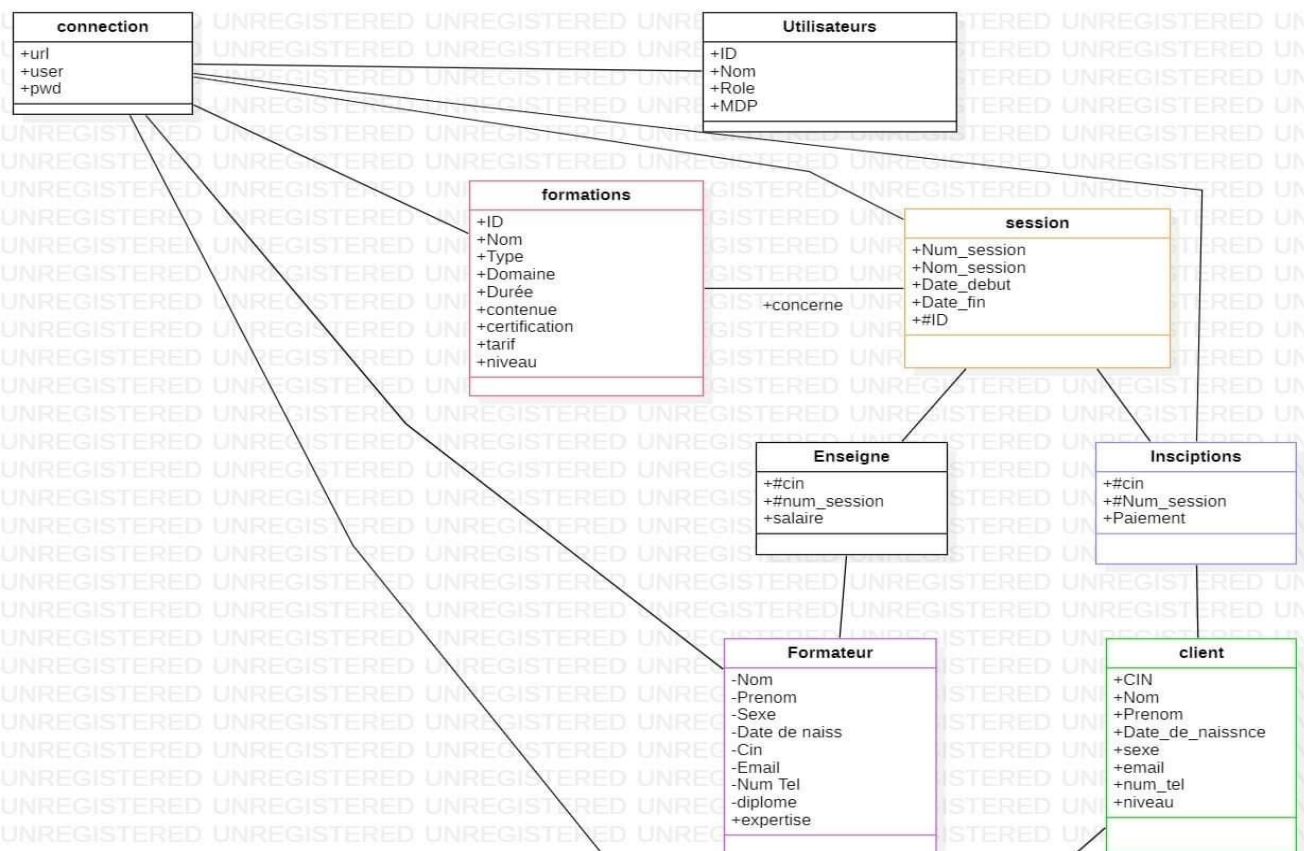 connection
+url
+user
+pwd
Utilisateurs
+ID
+Nom
+Role
+MDP
formations
+ID
+Nom
+Type
+Domaine
+Durée
+contenue
+certification
+tarif
+niveau
+concerne
session
+Num_session
+Nom_session
+Date_debut
+Date_fin
+#ID
Enseigne
+#cin
+#num_session
+salaire
Insciptions
+#cin
+#Num_session
+Paiement
Formateur
-Nom
-Prenom
-Sexe
-Date de naiss
-Cin
-Email
-Num Tel
-diplome
+expertise
client
+CIN
+Nom
+Prenom
+Date_de_naissnce
+sexe
+email
+num_tel
+niveau
UNREGISTERED